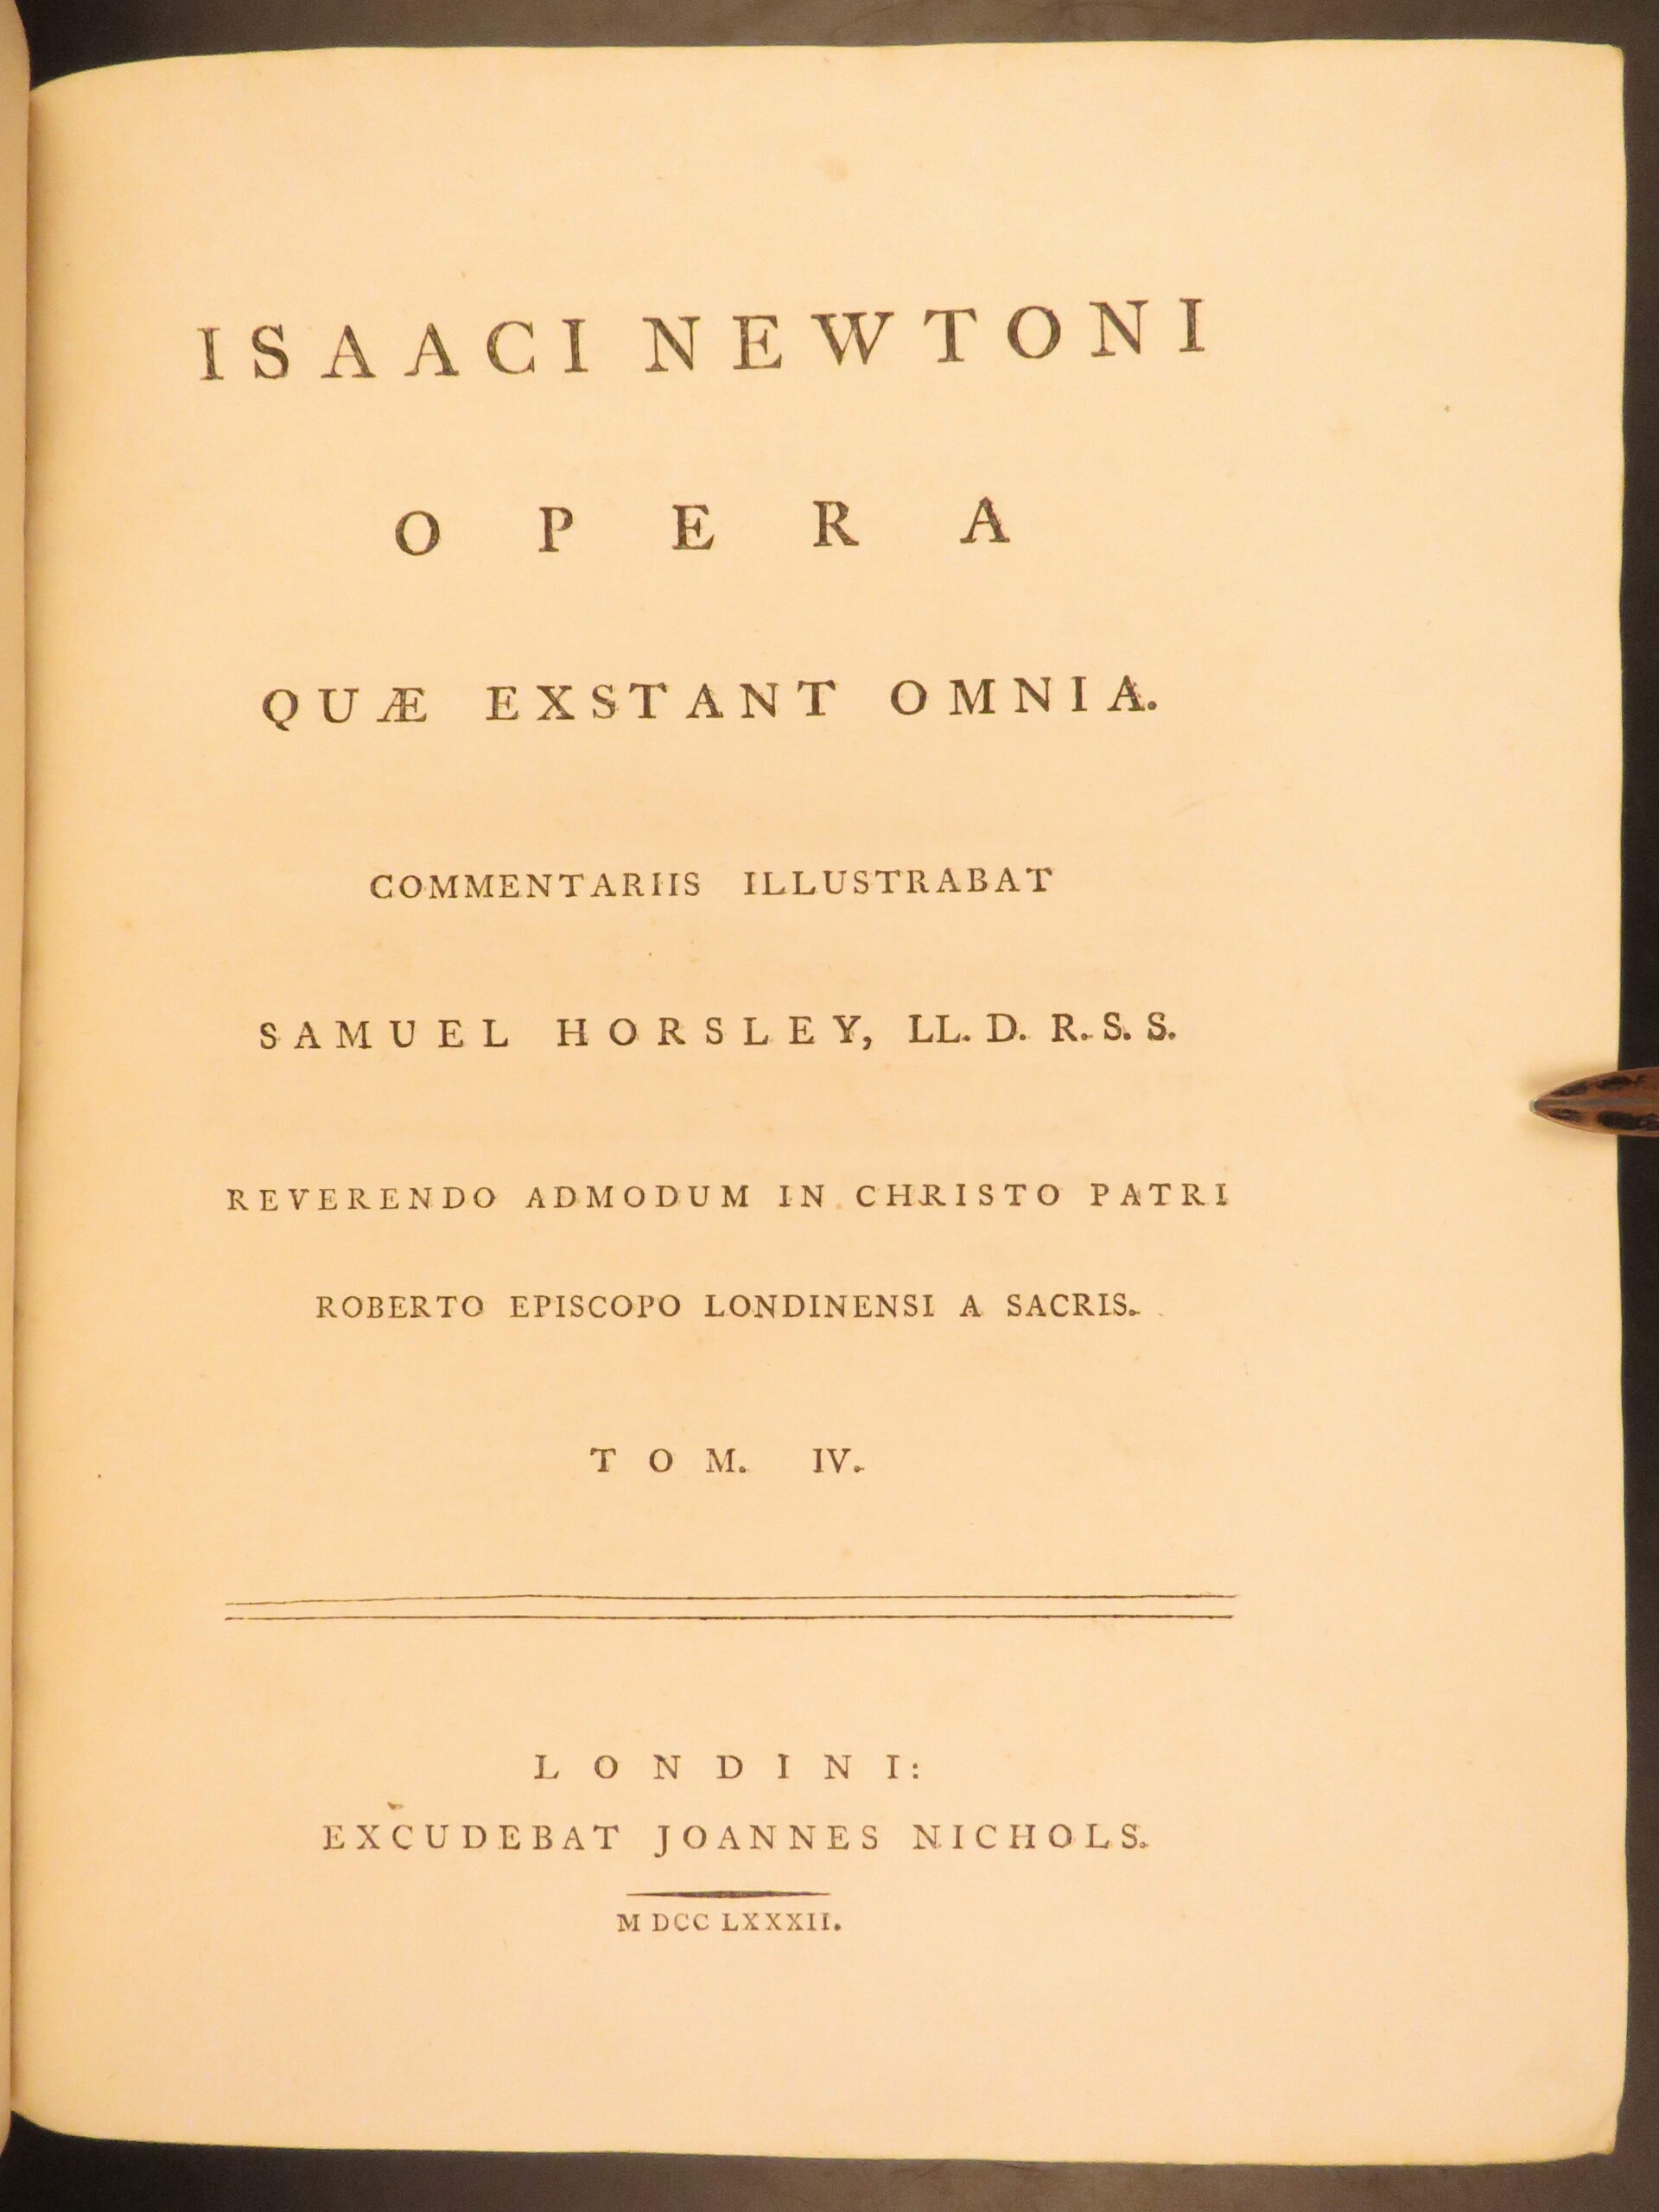 ISAACI NEWTONI
OPERA
QUÆ EXSTANT OMNIA.
COMMENTARIIS ILLUSTRABAT
SAMUEL HORSLEY, LL. D. R. S. S.
REVERENDO ADMODUM IN CHRISTO PATRI
ROBERTO EPISCOPO LONDINENSI A SACRIS.
TOM. IV.
LONDINI:
EXCUDEBAT JOANNES NICHOLS.
M DCC LXXXII.